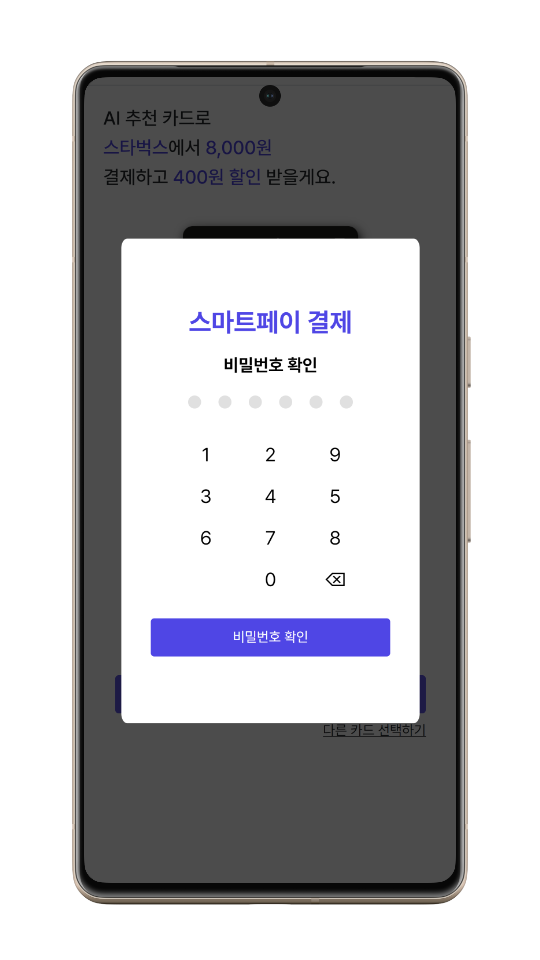 AI 추천 카드로
스타벅스에서 8,000원
결제하고 400원 할인 받을게요.
스마트페이 결제
비밀번호 확인
1 2 9
3 4 5
6 7 8
0
비밀번호 확인
다른 카드 선택하기